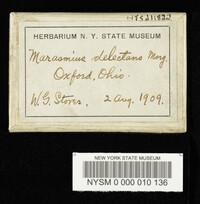 HERBARIUM N. Y. STATE MUSEUM
Marasmius delectans Morg.
Oxford, Ohio.
W. G. Stover, 2 Aug. 1909.
NEW YORK STATE MUSEUM
NYSM 0 000 010 136